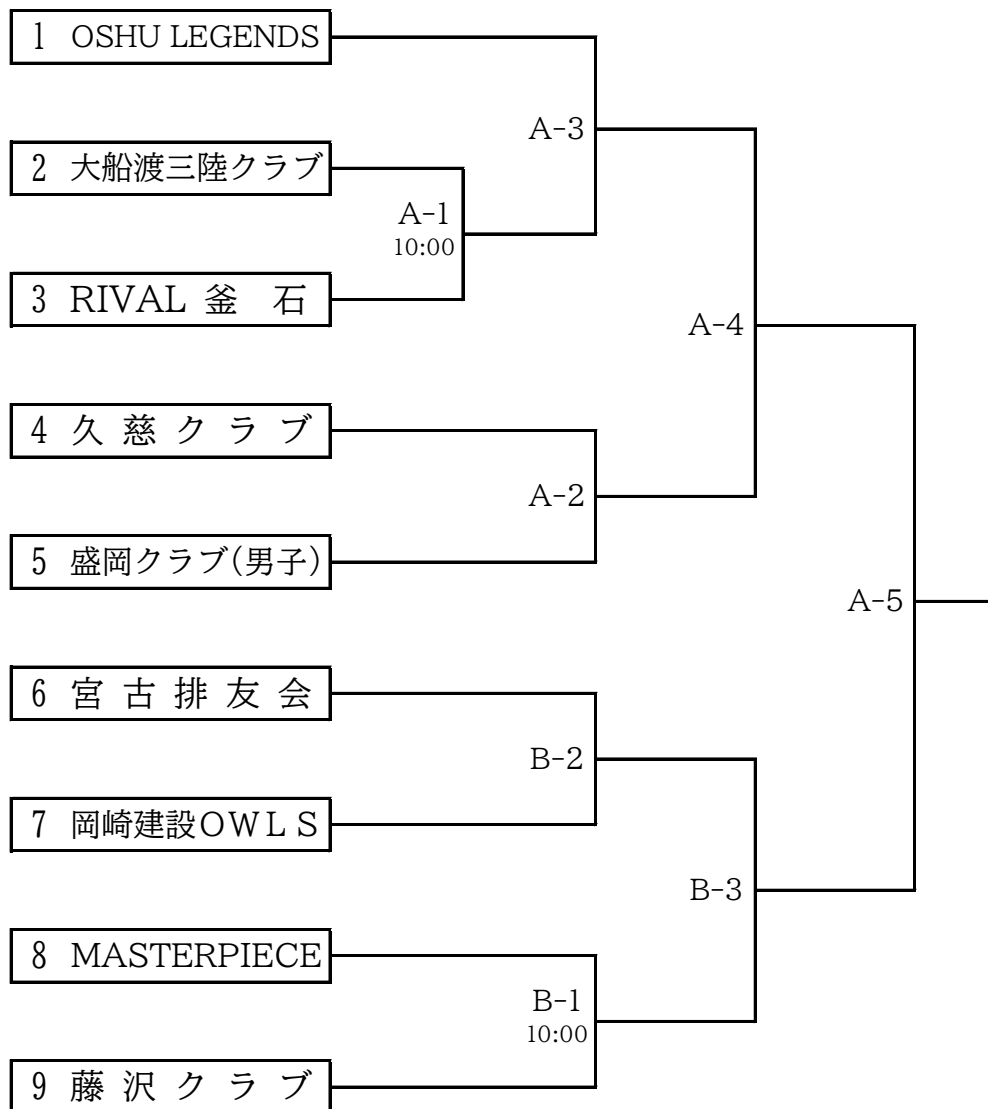 1 OSHU LEGENDS
A-3
2 大船渡三陸クラブ
A-1
10:00
3 RIVAL 釜 石
A-4
4 久 慈 ク ラ ブ
A-2
5 盛岡クラブ(男子)
A-5
6 宮 古 排 友 会
B-2
7 岡崎建設OWLS
B-3
8 MASTERPIECE
B-1
10:00
9 藤 沢 ク ラ ブ